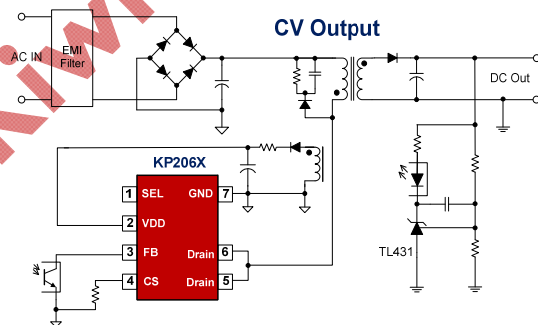 CV Output
AC IN
EMI
Filter
DC Out
KP206X
1 SEL GND 7
2 VDD
3 FB Drain 6
4 CS Drain 5
TL431